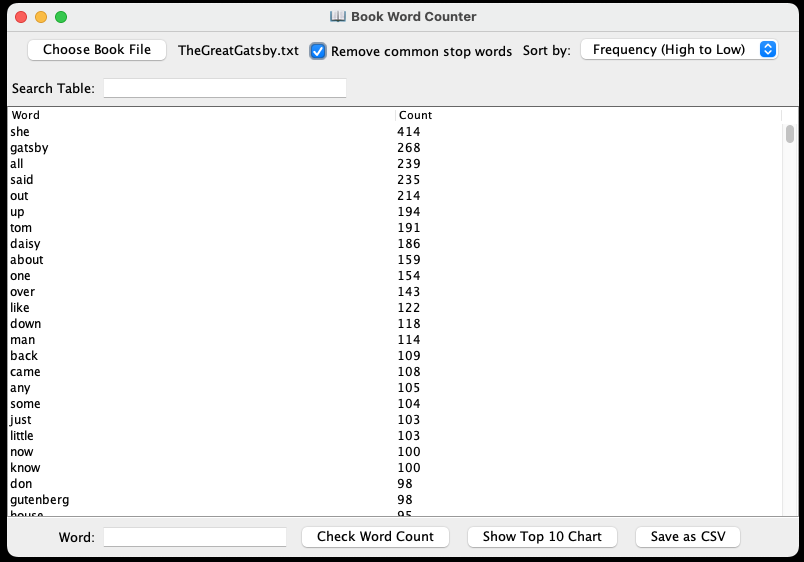 📖 Book Word Counter
Choose Book File TheGreatGatsby.txt Remove common stop words Sort by: Frequency (High to Low)
Search Table:
Word Count
she 414
gatsby 268
all 239
said 235
out 214
up 194
tom 191
daisy 186
about 159
one 154
over 143
like 122
down 118
man 114
back 109
came 108
any 105
some 104
just 103
little 103
now 100
know 100
don 98
gutenberg 98
house 95
Word: Check Word Count Show Top 10 Chart Save as CSV